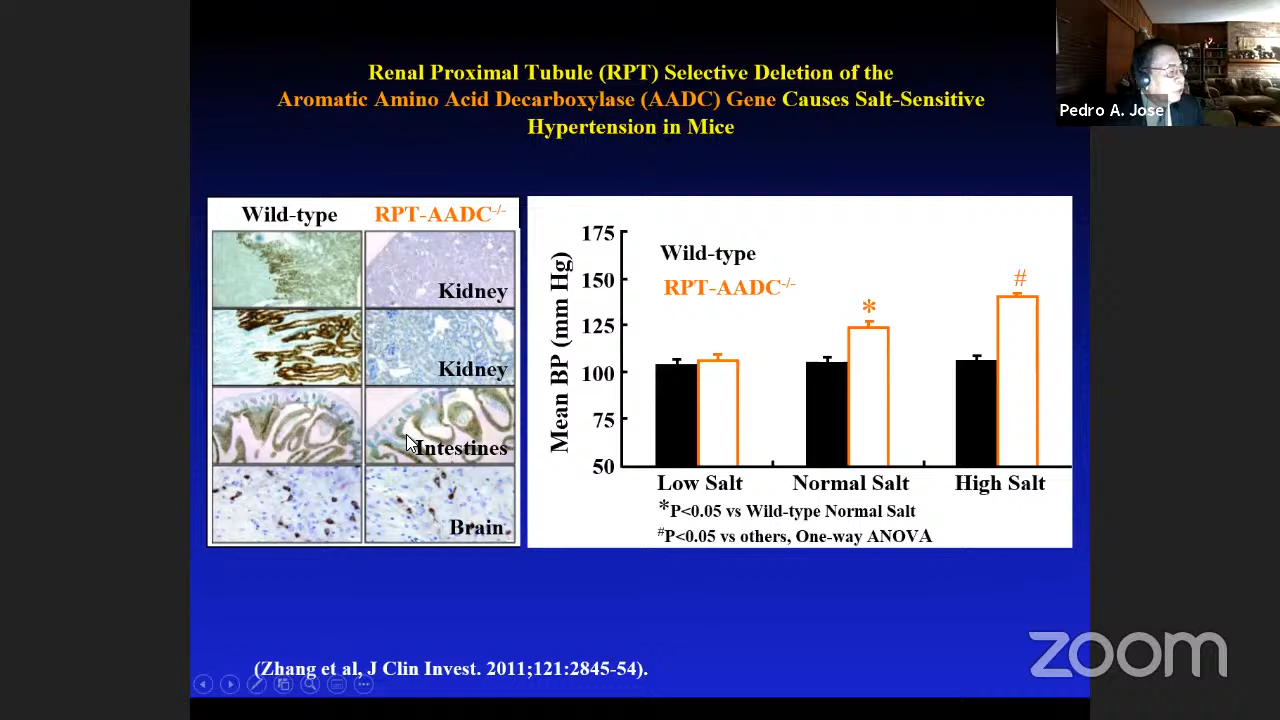 Renal Proximal Tubule (RPT) Selective Deletion of the
Aromatic Amino Acid Decarboxylase (AADC) Gene Causes Salt-Sensitive
Hypertension in Mice
Pedro A. Jose
Wild-type RPT-AADC-/-
Kidney
Kidney
Intestines
Brain
Mean BP (mm Hg)
175
150
125
100
75
50
Wild-type
RPT-AADC-/-
*
#
Low Salt Normal Salt High Salt
*P<0.05 vs Wild-type Normal Salt
#P<0.05 vs others, One-way ANOVA
(Zhang et al, J Clin Invest. 2011;121:2845-54).
zoom